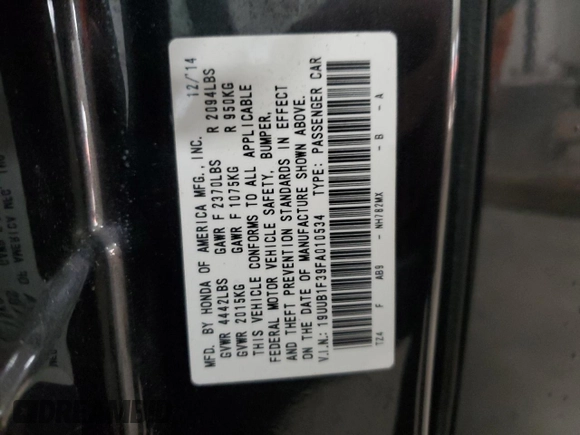 MFD. BY HONDA OF AMERICA MFG., INC. 12/'14
GVWR 4442LBS GAWR F 2370LBS R 2094LBS
GVWR 2015KG GAWR F 1075KG R 950KG
THIS VEHICLE CONFORMS TO ALL APPLICABLE
FEDERAL MOTOR VEHICLE SAFETY, BUMPER,
AND THEFT PREVENTION STANDARDS IN EFFECT
ON THE DATE OF MANUFACTURE SHOWN ABOVE.
V.I.N.: 19UUB1F39FA010534 TYPE: PASSENGER CAR
TZ4 F AB9 - NH782MX - B - A